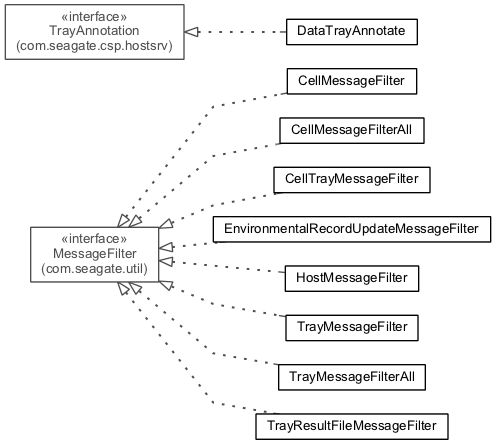 «interface»
TrayAnnotation
(com.seagate.csp.hostsrv)
DataTrayAnnotate
CellMessageFilter
CellMessageFilterAll
CellTrayMessageFilter
EnvironmentalRecordUpdateMessageFilter
«interface»
MessageFilter
(com.seagate.util)
HostMessageFilter
TrayMessageFilter
TrayMessageFilterAll
TrayResultFileMessageFilter